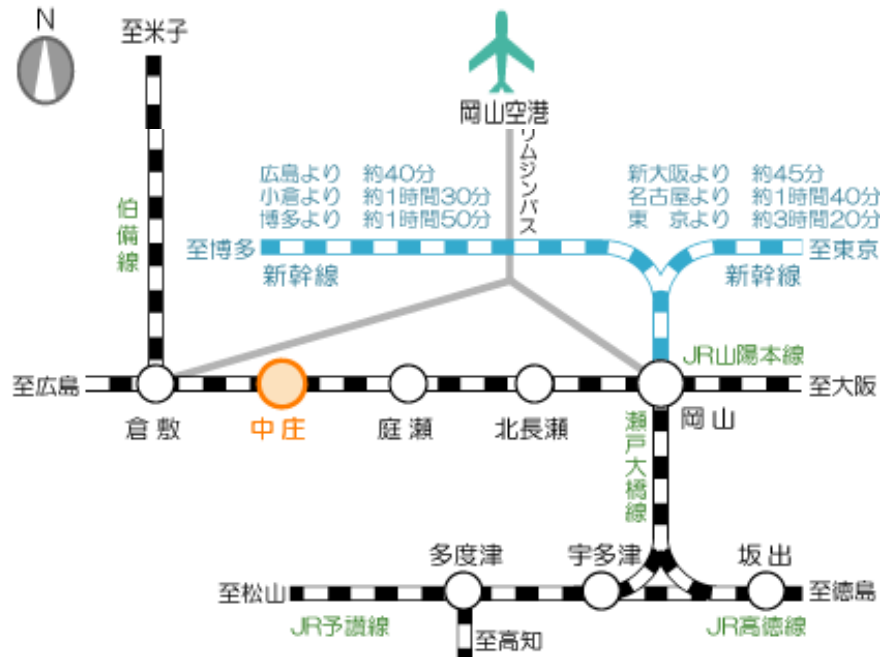 N
至米子
岡山空港
リムジンバス
広島より 約40分
小倉より 約1時間30分
博多より 約1時間50分
新大阪より 約45分
名古屋より 約1時間40分
東 京より 約3時間20分
伯備線
至博多
新幹線
新幹線
至東京
JR山陽本線
至広島
至大阪
倉敷
中庄
庭瀬
北長瀬
岡山
瀬戸大橋線
多度津
宇多津
坂出
至松山
至徳島
JR予讃線
JR高徳線
至高知